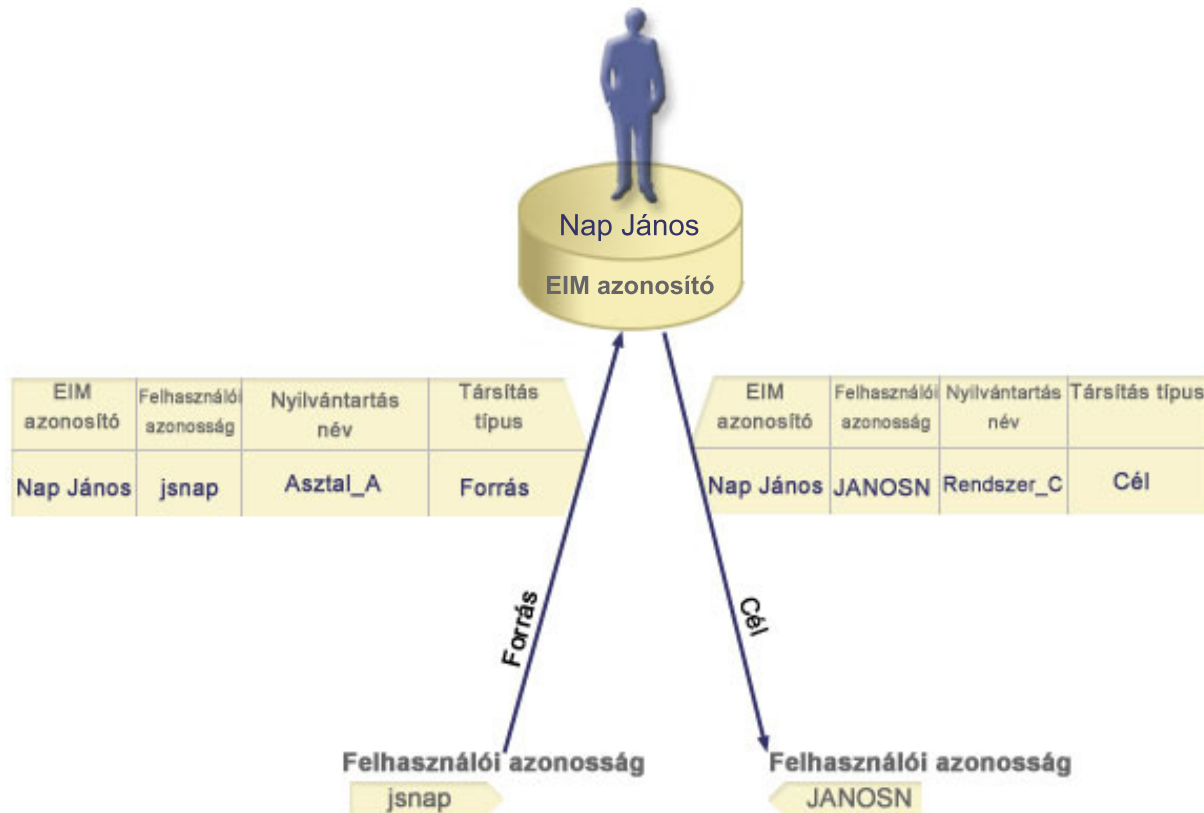 Nap János
EIM azonosító
EIM azonosító
Felhasználói azonosság
Nyilvántartás név
Társítás típus
Nap János
jsnap
Asztal_A
Forrás
EIM azonosító
Felhasználói azonosság
Nyilvántartás név
Társítás típus
Nap János
JANOSN
Rendszer_C
Cél
Forrás
Cél
Felhasználói azonosság
jsnap
Felhasználói azonosság
JANOSN